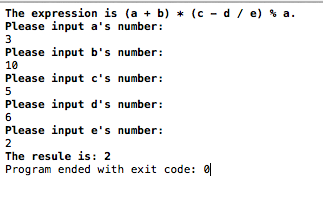 The expression is (a + b) * (c - d / e) % a.
Please input a's number:
3
Please input b's number:
10
Please input c's number:
5
Please input d's number:
6
Please input e's number:
2
The resule is: 2
Program ended with exit code: 0